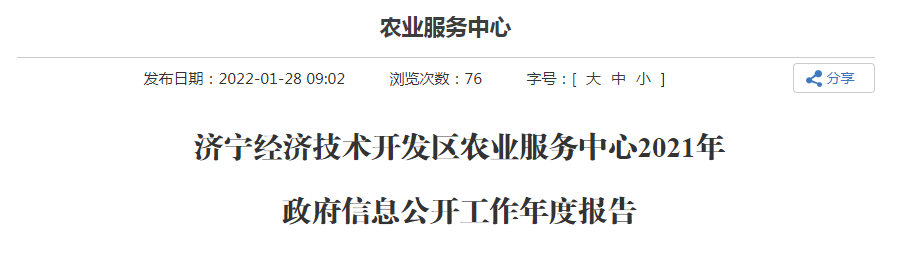 农业服务中心
发布日期：2022-01-28 09:02 浏览次数：76 字号：[ 大 中 小 ] 分享
济宁经济技术开发区农业服务中心2021年
政府信息公开工作年度报告